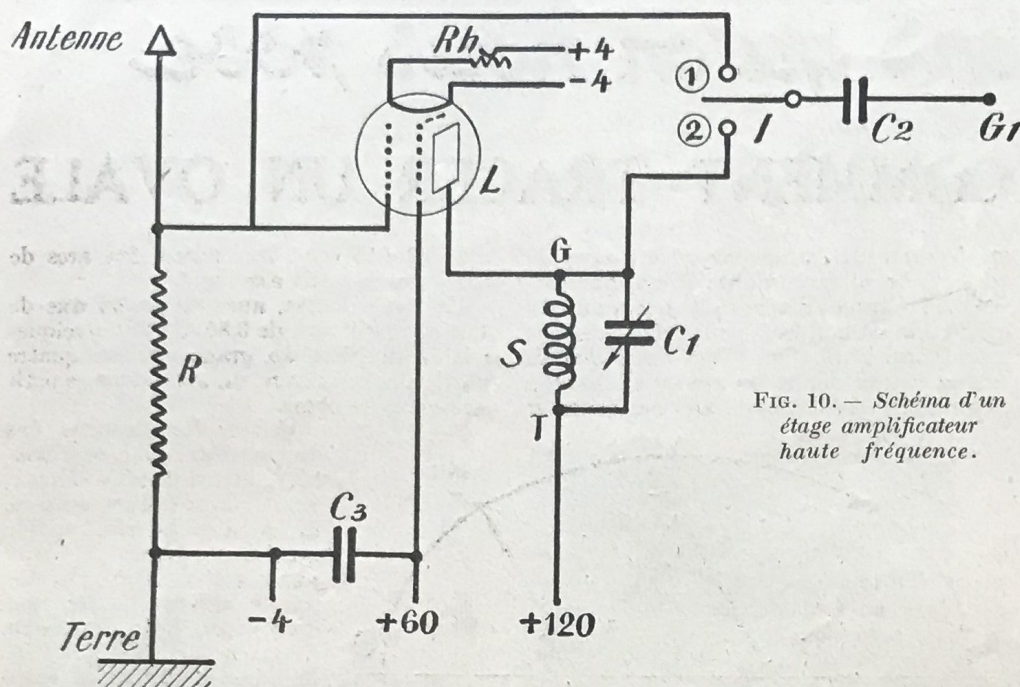 Antenne
Rh
+4
-4
①
②
I
C2
G1
L
G
R
S
C1
T
FIG. 10. — Schéma d'un
étage amplificateur
haute fréquence.
C3
-4
+60
+120
Terre